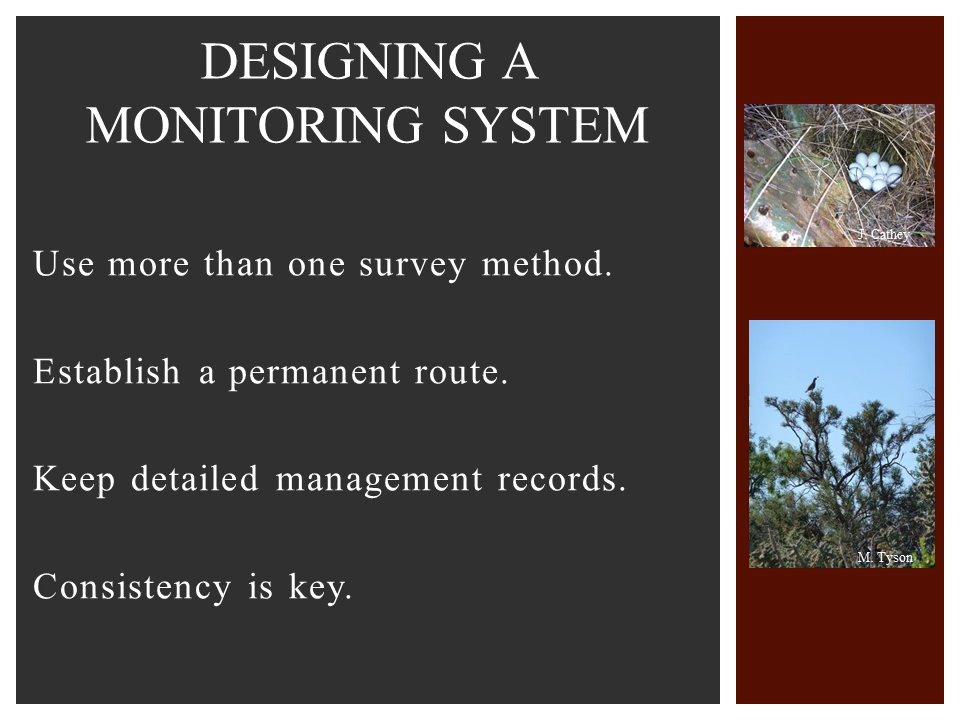 DESIGNING A
MONITORING SYSTEM
Use more than one survey method.
Establish a permanent route.
Keep detailed management records.
Consistency is key.
J. Cathey
M. Tyson